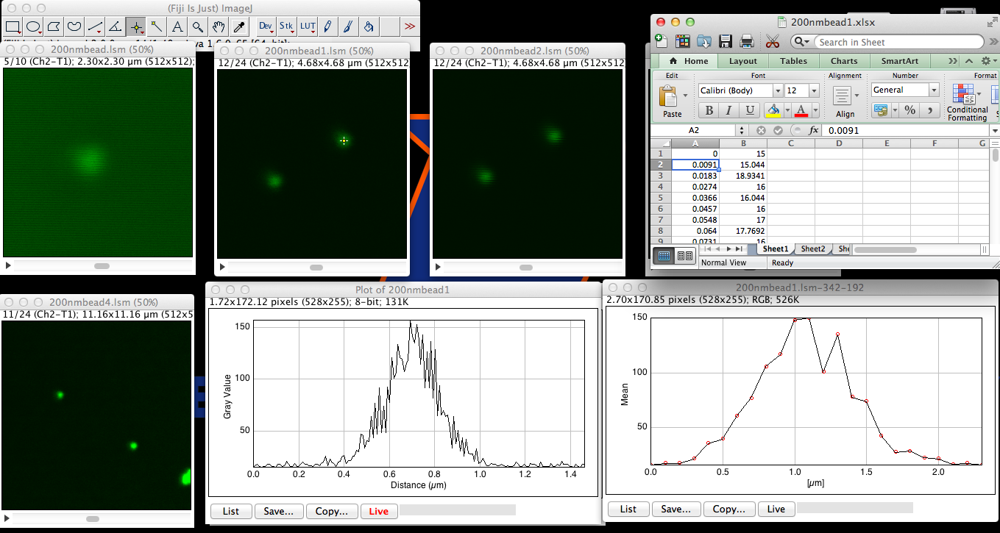 (Fiji Is Just) ImageJ
Dev Stk LUT
200nmbead.lsm (50%)
5/10 (Ch2-T1); 2.30x2.30 µm (512x512);
200nmbead1.lsm (50%)
12/24 (Ch2-T1); 4.68x4.68 µm (512x512
200nmbead2.lsm (50%)
12/24 (Ch2-T1); 4.68x4.68 µm (512x512
200nmbead1.xlsx
Search in Sheet
Home Layout Tables Charts SmartArt
Edit Font Alignment Number Format
Calibri (Body) 12 General
Paste B I U A Align % Conditional
Formatting
A2 fx 0.0091
A B C D E F G
1 0 15
2 0.0091 15.044
3 0.0183 18.9341
4 0.0274 16
5 0.0366 16.044
6 0.0457 16
7 0.0548 17
8 0.064 17.7692
9 0.0731 16
Sheet1 Sheet2
Normal View Ready
200nmbead4.lsm (50%)
11/24 (Ch2-T1); 11.16x11.16 µm (512x5
Plot of 200nmbead1
1.72x172.12 pixels (528x255); 8-bit; 131K
150
100
50
Gray Value
0.0 0.2 0.4 0.6 0.8 1.0 1.2 1.4
Distance (µm)
List Save... Copy... Live
200nmbead1.lsm-342-192
2.70x170.85 pixels (528x255); RGB; 526K
150
100
50
Mean
0.0 0.5 1.0 1.5 2.0
[µm]
List Save... Copy... Live